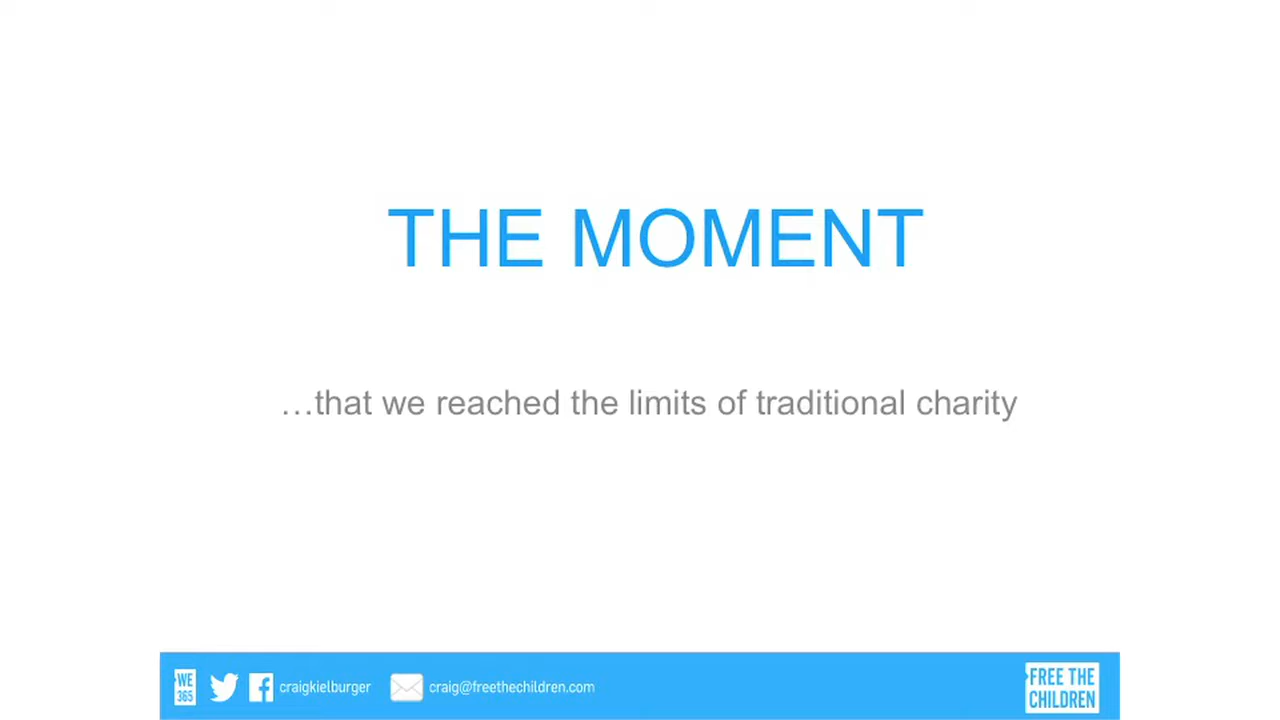 THE MOMENT
…that we reached the limits of traditional charity
WE
365
craigkielburger
craig@freethechildren.com
FREE THE
CHILDREN